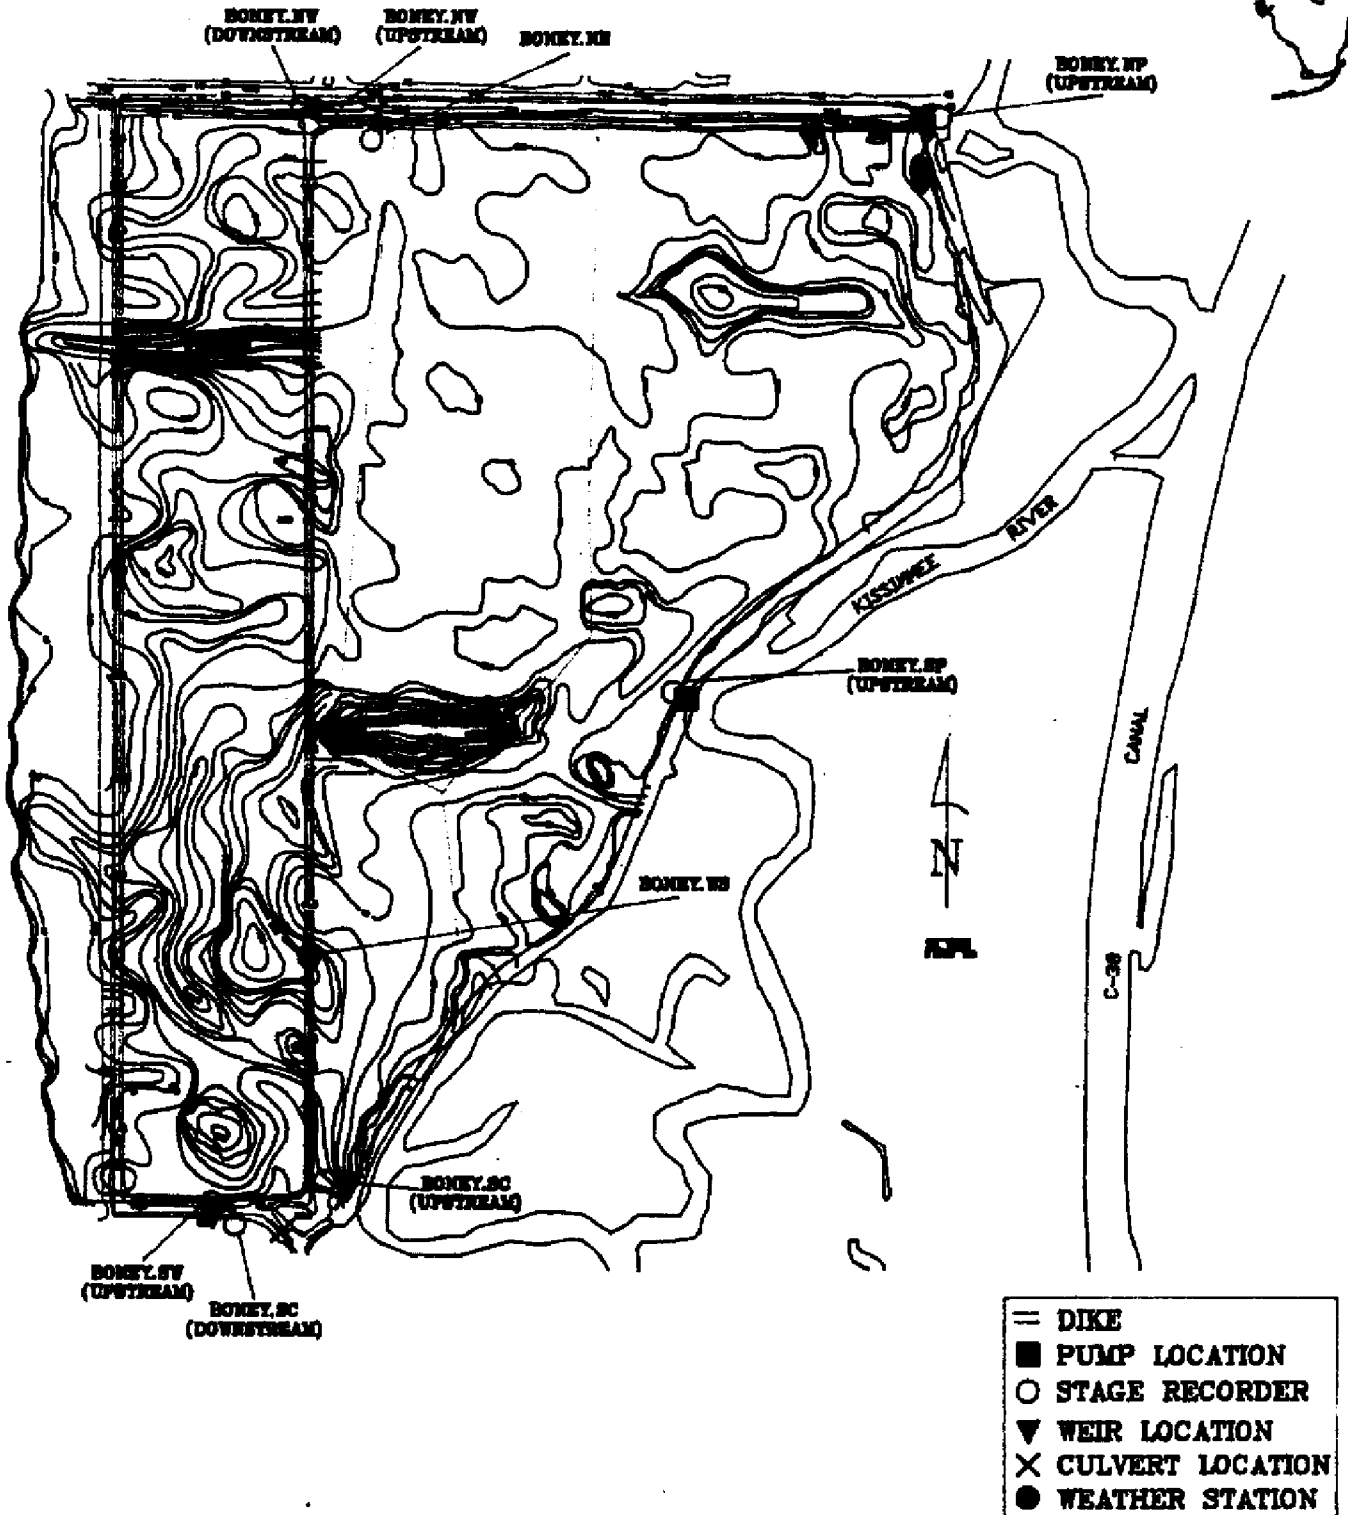 BONEY.NW
(DOWNSTREAM)
BONEY.NW
(UPSTREAM)
BONEY.NE
BONEY.NP
(UPSTREAM)
KISSIMMEE RIVER
BONEY.SP
(UPSTREAM)
CANAL
N
BONEY.WS
C-38
BONEY.SC
(UPSTREAM)
BONEY.SW
(UPSTREAM)
BONEY.SC
(DOWNSTREAM)
DIKE
PUMP LOCATION
STAGE RECORDER
WEIR LOCATION
CULVERT LOCATION
WEATHER STATION